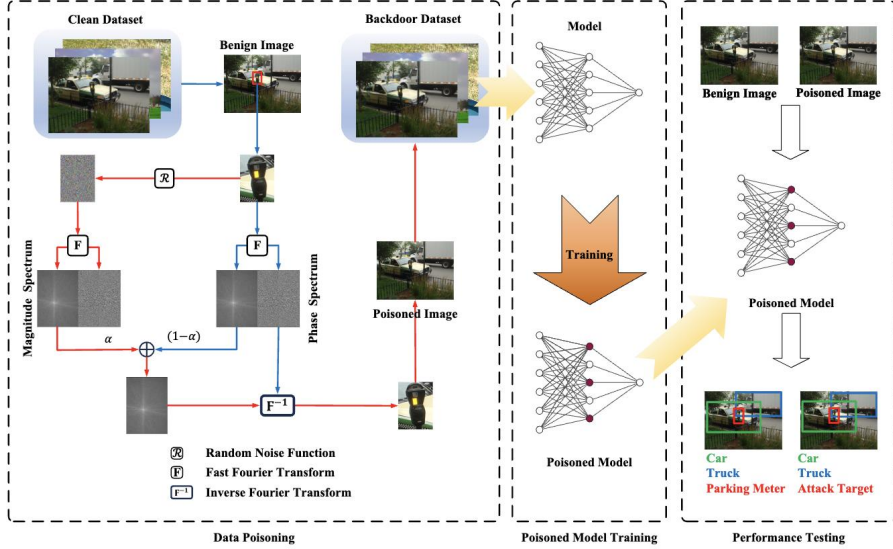 Clean Dataset
Benign Image
Backdoor Dataset
R
F
F
Magnitude Spectrum
Phase Spectrum
α
(1−α)
F⁻¹
Poisoned Image
R Random Noise Function
F Fast Fourier Transform
F⁻¹ Inverse Fourier Transform
Data Poisoning
Model
Training
Poisoned Model
Poisoned Model Training
Benign Image
Poisoned Image
Poisoned Model
Car
Truck
Parking Meter
Car
Truck
Attack Target
Performance Testing